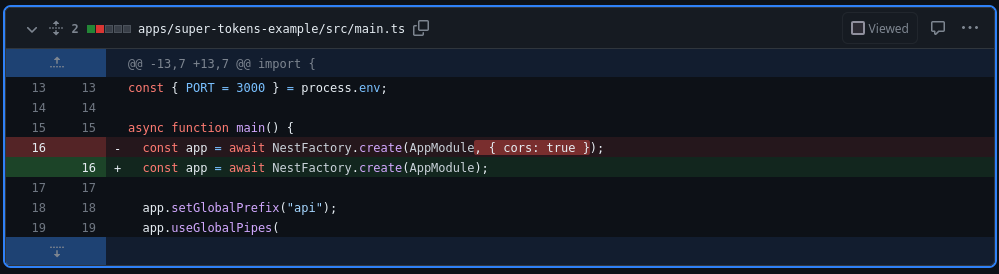 2 apps/super-tokens-example/src/main.ts Viewed
@@ -13,7 +13,7 @@ import {
13 13 const { PORT = 3000 } = process.env;
14 14
15 15 async function main() {
16 - const app = await NestFactory.create(AppModule, { cors: true });
16 + const app = await NestFactory.create(AppModule);
17 17
18 18 app.setGlobalPrefix("api");
19 19 app.useGlobalPipes(